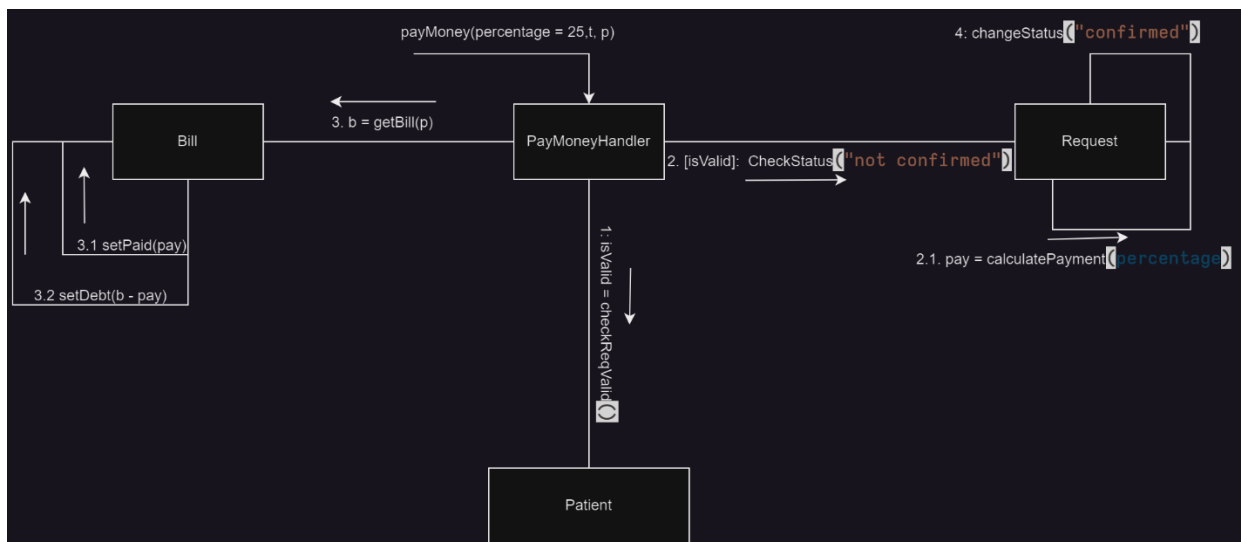 payMoney(percentage = 25,t, p)
4: changeStatus("confirmed")
3. b = getBill(p)
Bill
PayMoneyHandler
Request
2. [isValid]: CheckStatus("not confirmed")
3.1 setPaid(pay)
2.1. pay = calculatePayment(percentage)
3.2 setDebt(b - pay)
1: isValid = checkReqValid()
Patient